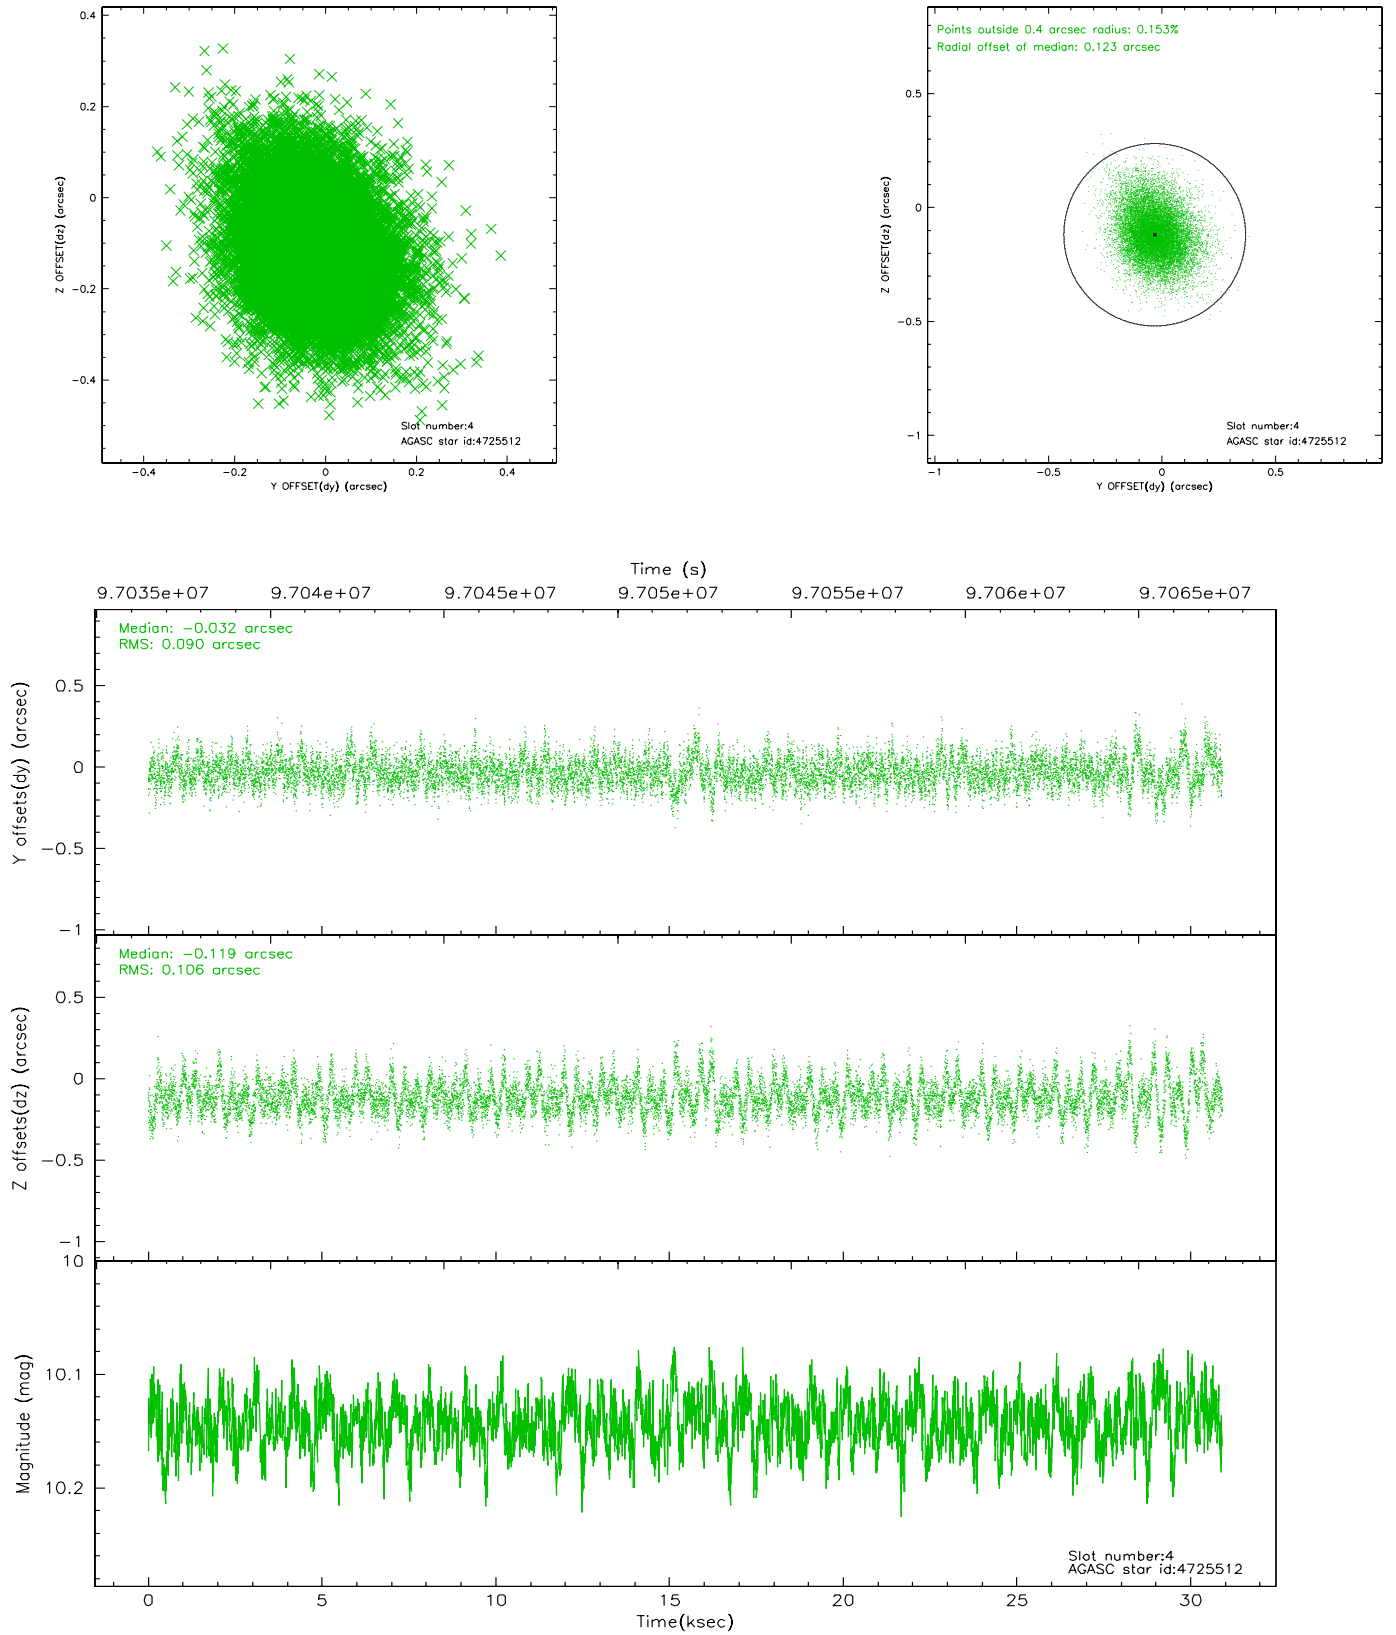 0.4
0.2
0
−0.2
−0.4
Z OFFSET(dz) (arcsec)
−0.4 −0.2 0 0.2 0.4
Y OFFSET(dy) (arcsec)
Slot number:4
AGASC star id:4725512
Points outside 0.4 arcsec radius: 0.153%
Radial offset of median: 0.123 arcsec
0.5
0
−0.5
−1
Z OFFSET(dz) (arcsec)
−1 −0.5 0 0.5
Y OFFSET(dy) (arcsec)
Slot number:4
AGASC star id:4725512
Time (s)
9.7035e+07 9.704e+07 9.7045e+07 9.705e+07 9.7055e+07 9.706e+07 9.7065e+07
Median: −0.032 arcsec
RMS: 0.090 arcsec
0.5
0
−0.5
−1
Y offsets(dy) (arcsec)
Median: −0.119 arcsec
RMS: 0.106 arcsec
0.5
0
−0.5
−1
Z offsets(dz) (arcsec)
10
10.1
10.2
Magnitude (mag)
Slot number:4
AGASC star id:4725512
0 5 10 15 20 25 30
Time(ksec)